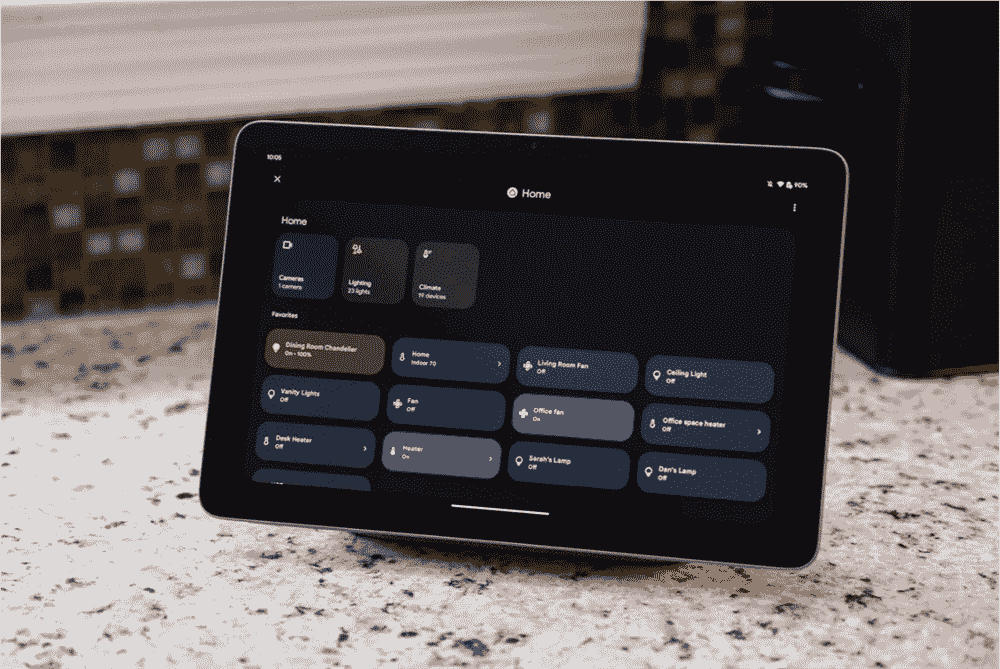 10:05
90%
Home
Home
Cameras
1 camera
Lighting
23 lights
Climate
19 devices
Favorites
Dining Room Chandelier
On • 100%
Home
Indoor 70
Living Room Fan
Off
Ceiling Light
Off
Vanity Lights
Off
Fan
Off
Office fan
On
Office space heater
Off
Desk Heater
Off
Heater
On
Sarah's Lamp
Off
Dan's Lamp
Off